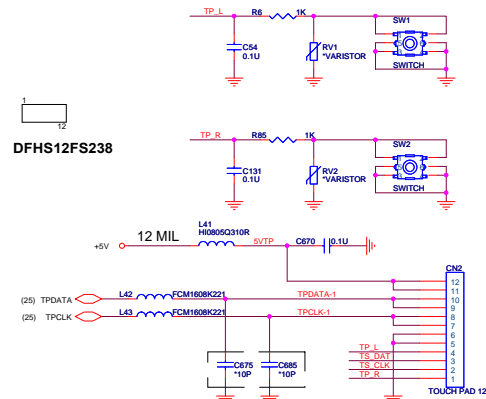 TP_L R6 1K SW1
C54
0.1U
RV1
*VARISTOR
SWITCH
1
12
DFHS12FS238
TP_R R85 1K SW2
C131
0.1U
RV2
*VARISTOR
SWITCH
L41
HI0805Q310R
+5V 12 MIL 5VTP C670 0.1U
CN2
(25) TPDATA L42 FCM1608K221 TPDATA-1
(25) TPCLK L43 FCM1608K221 TPCLK-1
12
11
10
9
8
7
6
5
4
3
2
1
TP_L
TS_DAT
TS_CLK
TP_R
C675
*10P
C685
*10P
TOUCH PAD 12